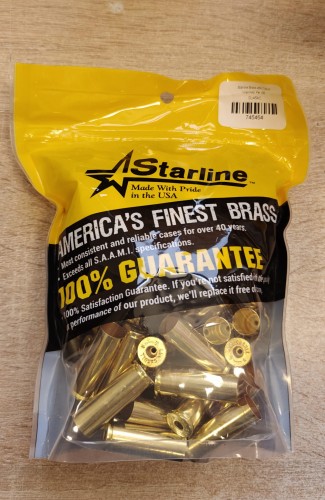 745454
Starline™
Made With Pride
in the USA
AMERICA'S FINEST BRASS
Most consistent and reliable cases for over 40 years.
Exceeds all S.A.A.M.I. specifications.
100% GUARANTEE
100% Satisfaction Guarantee. If you're not satisfied
performance of our product, we'll replace it free